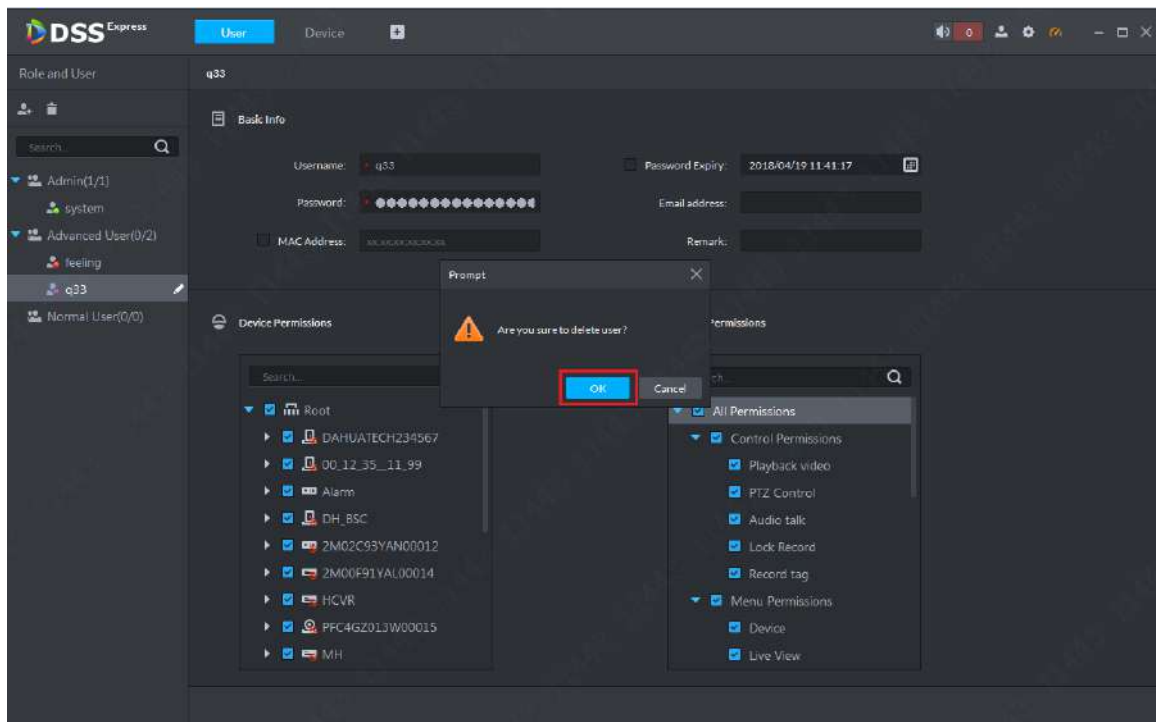 DSS Express
User
Device
0
Role and User
q33
Basic Info
Search...
Username: * q33
Password Expiry: 2018/04/19 11:41:17
Admin(1/1)
system
Password: *
Email address:
Advanced User(0/2)
MAC Address:
Remark:
feeling
q33
Prompt
Normal User(0/0)
Device Permissions
Are you sure to delete user?
Permissions
Search...
OK
Cancel
Root
All Permissions
DAHUATECH234567
Control Permissions
00_12_35__11_99
Playback video
Alarm
PTZ Control
DH_BSC
Audio talk
2M02C93YAN00012
Lock Record
2M00F91YAL00014
Record tag
HCVR
Menu Permissions
PFC4GZ013W00015
Device
MH
Live View